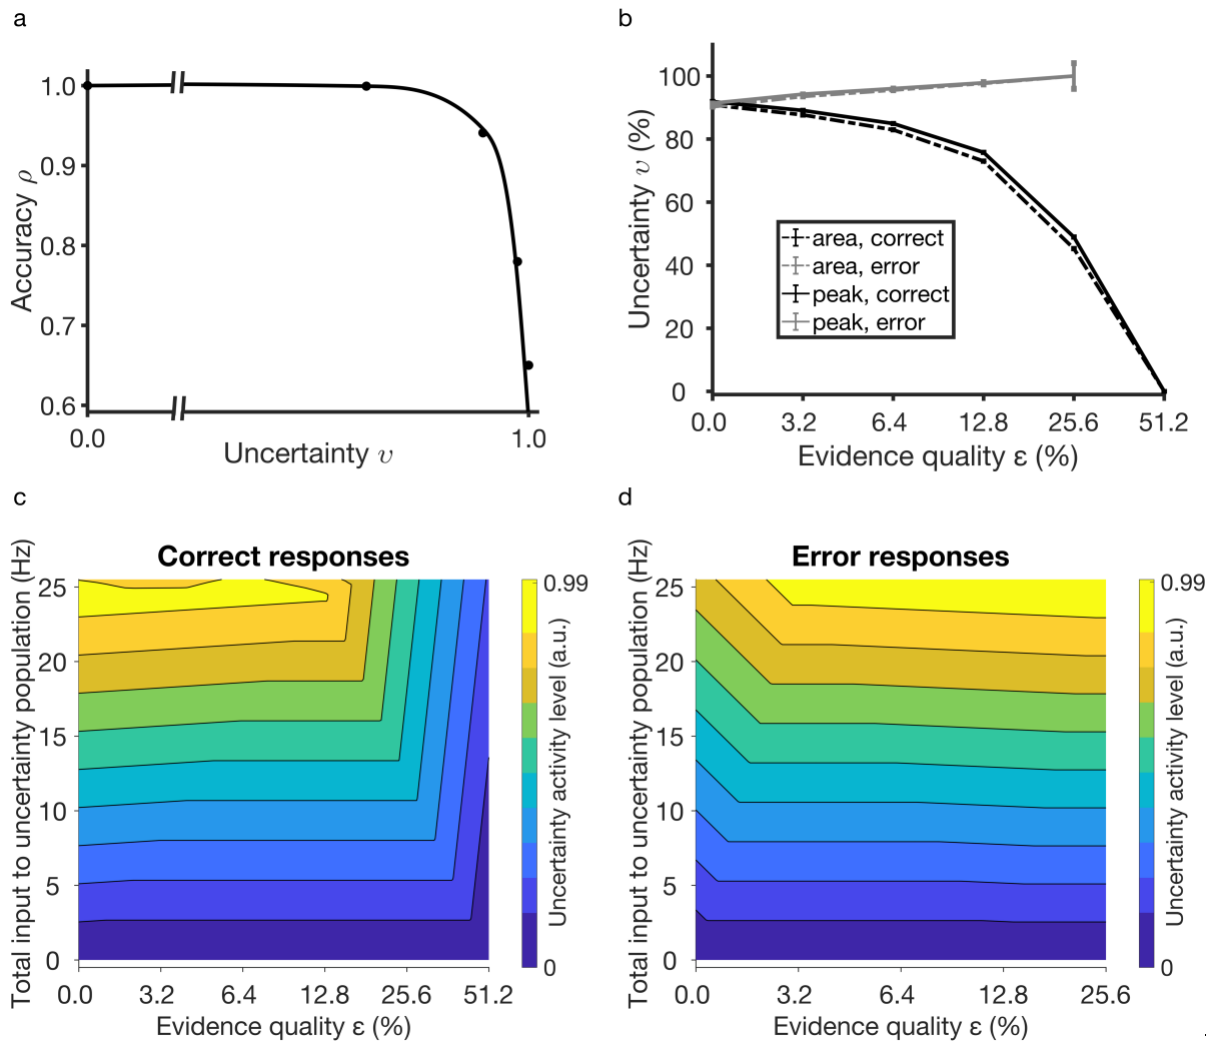 a
1.0
0.9
0.8
0.7
0.6
Accuracy ρ
0.0
1.0
Uncertainty υ
b
100
80
60
40
20
0
Uncertainty υ (%)
area, correct
area, error
peak, correct
peak, error
0.0 3.2 6.4 12.8 25.6 51.2
Evidence quality ε (%)
c
Correct responses
Total input to uncertainty population (Hz)
25
20
15
10
5
0
0.0 3.2 6.4 12.8 25.6 51.2
Evidence quality ε (%)
0.99
Uncertainty activity level (a.u.)
0
d
Error responses
Total input to uncertainty population (Hz)
25
20
15
10
5
0
0.0 3.2 6.4 12.8 25.6
Evidence quality ε (%)
0.99
Uncertainty activity level (a.u.)
0